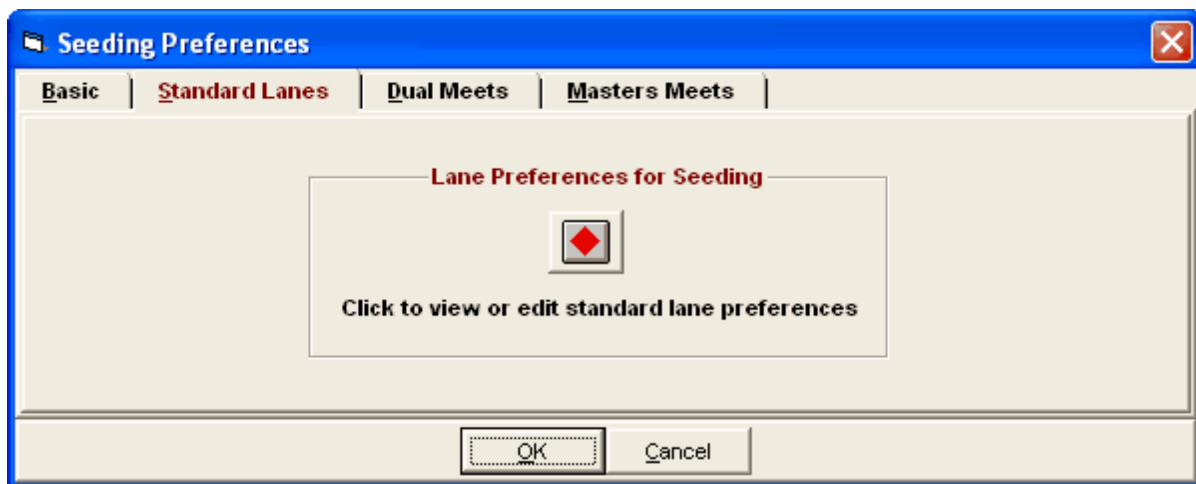 Seeding Preferences
Basic Standard Lanes Dual Meets Masters Meets
Lane Preferences for Seeding
Click to view or edit standard lane preferences
OK Cancel